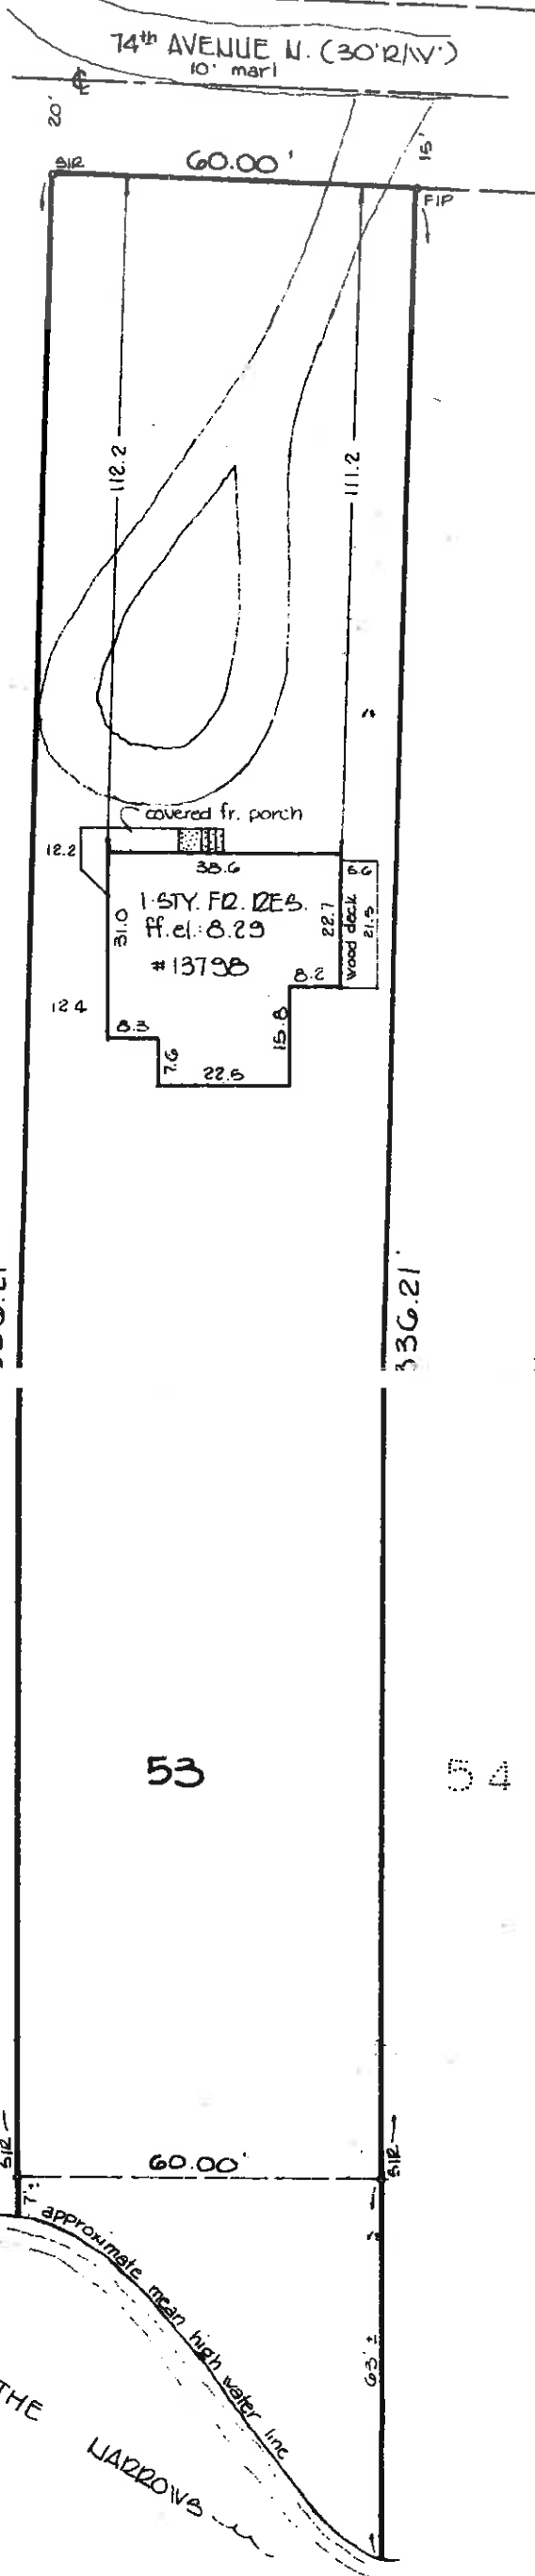 74th AVENUE N. (30'R/W')
10' marl
℄
20'
15'
SIR
60.00'
FIP
112.2
111.2
covered fr. porch
12.2
38.6
5.6
1·STY. FR. RES.
ff.el.: 8.29
#13798
31.0
22.7
wood deck
21.5
8.2
12.4
8.3
7.6
22.5
15.8
336.21'
53
54
SIR
60.00'
SIR
7'±
approximate mean high water line
63'±
THE
NARROWS